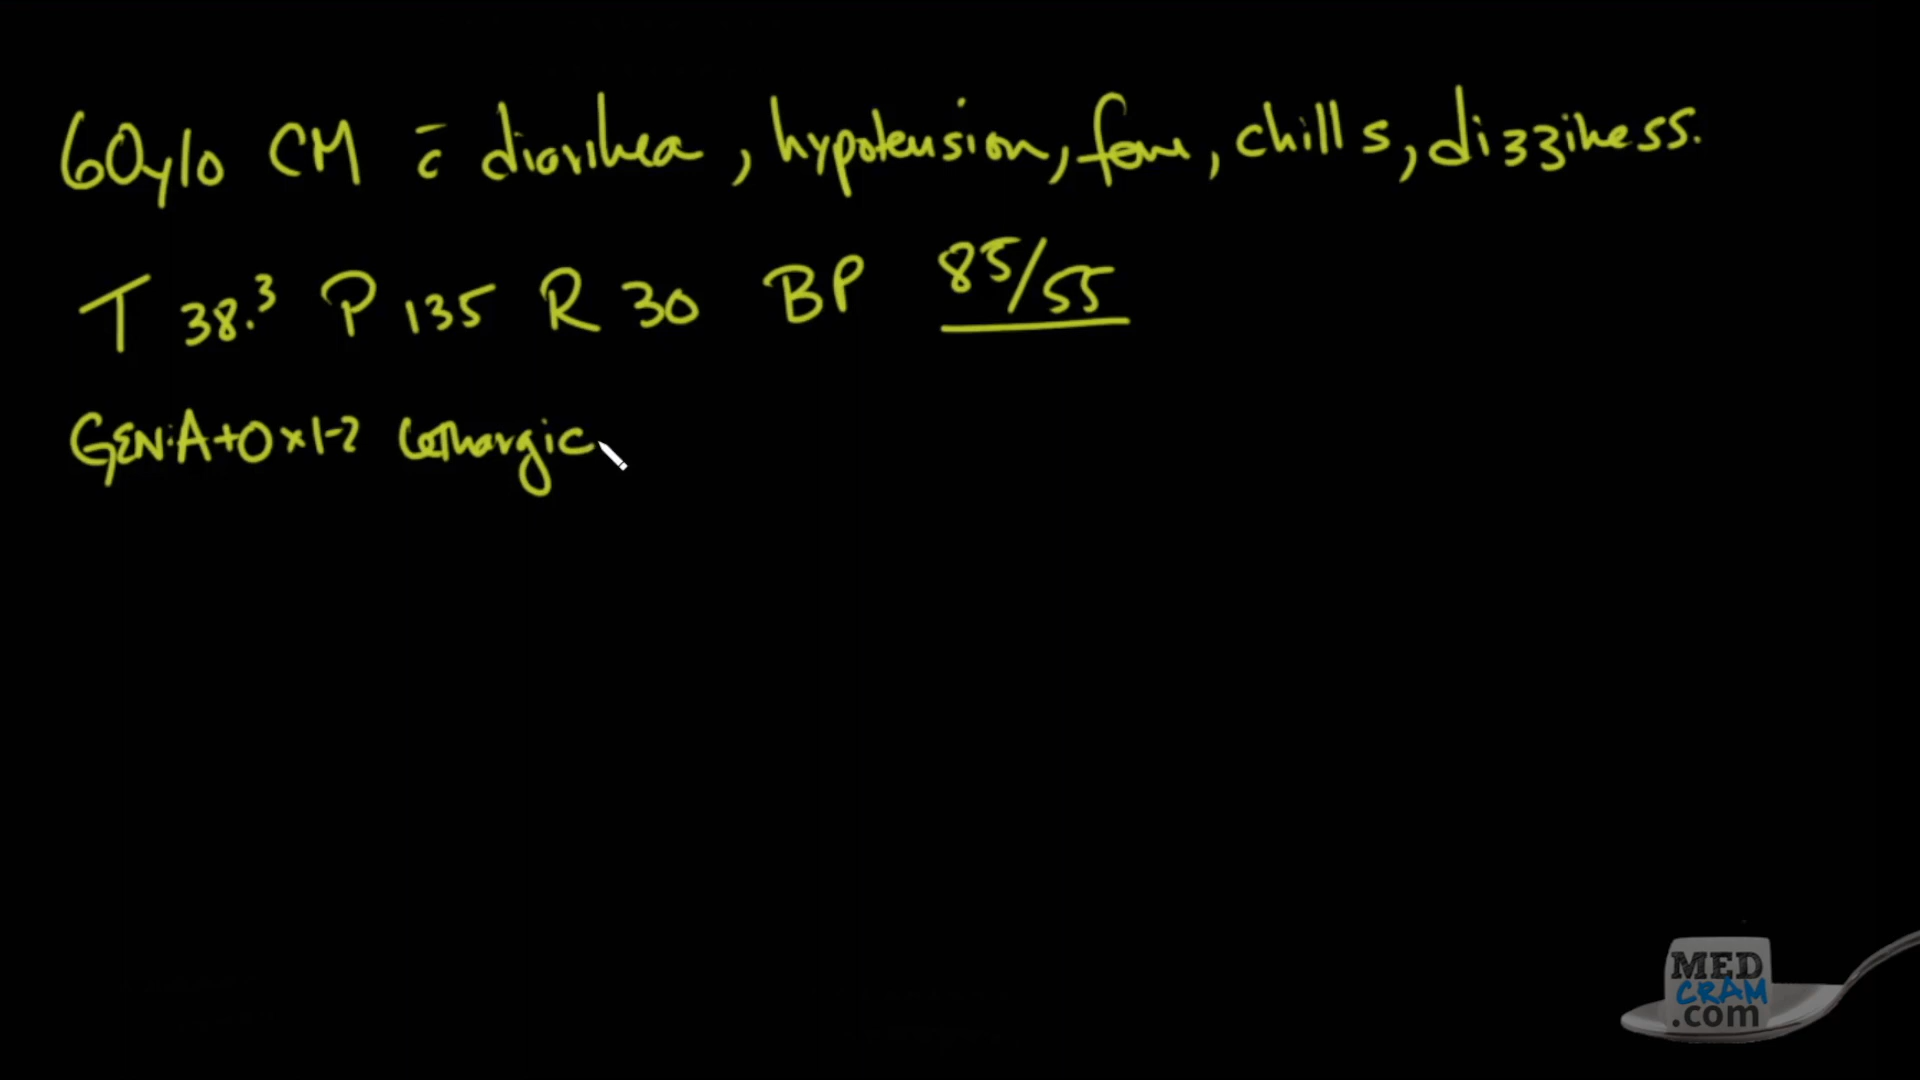 60y/o CM c̄ diarrhea, hypotension, fever, chills, dizziness.
T 38.3 P 135 R 30 BP 85/55
GEN: A+O x 1-2 lethargic
MED
CRAM
.com